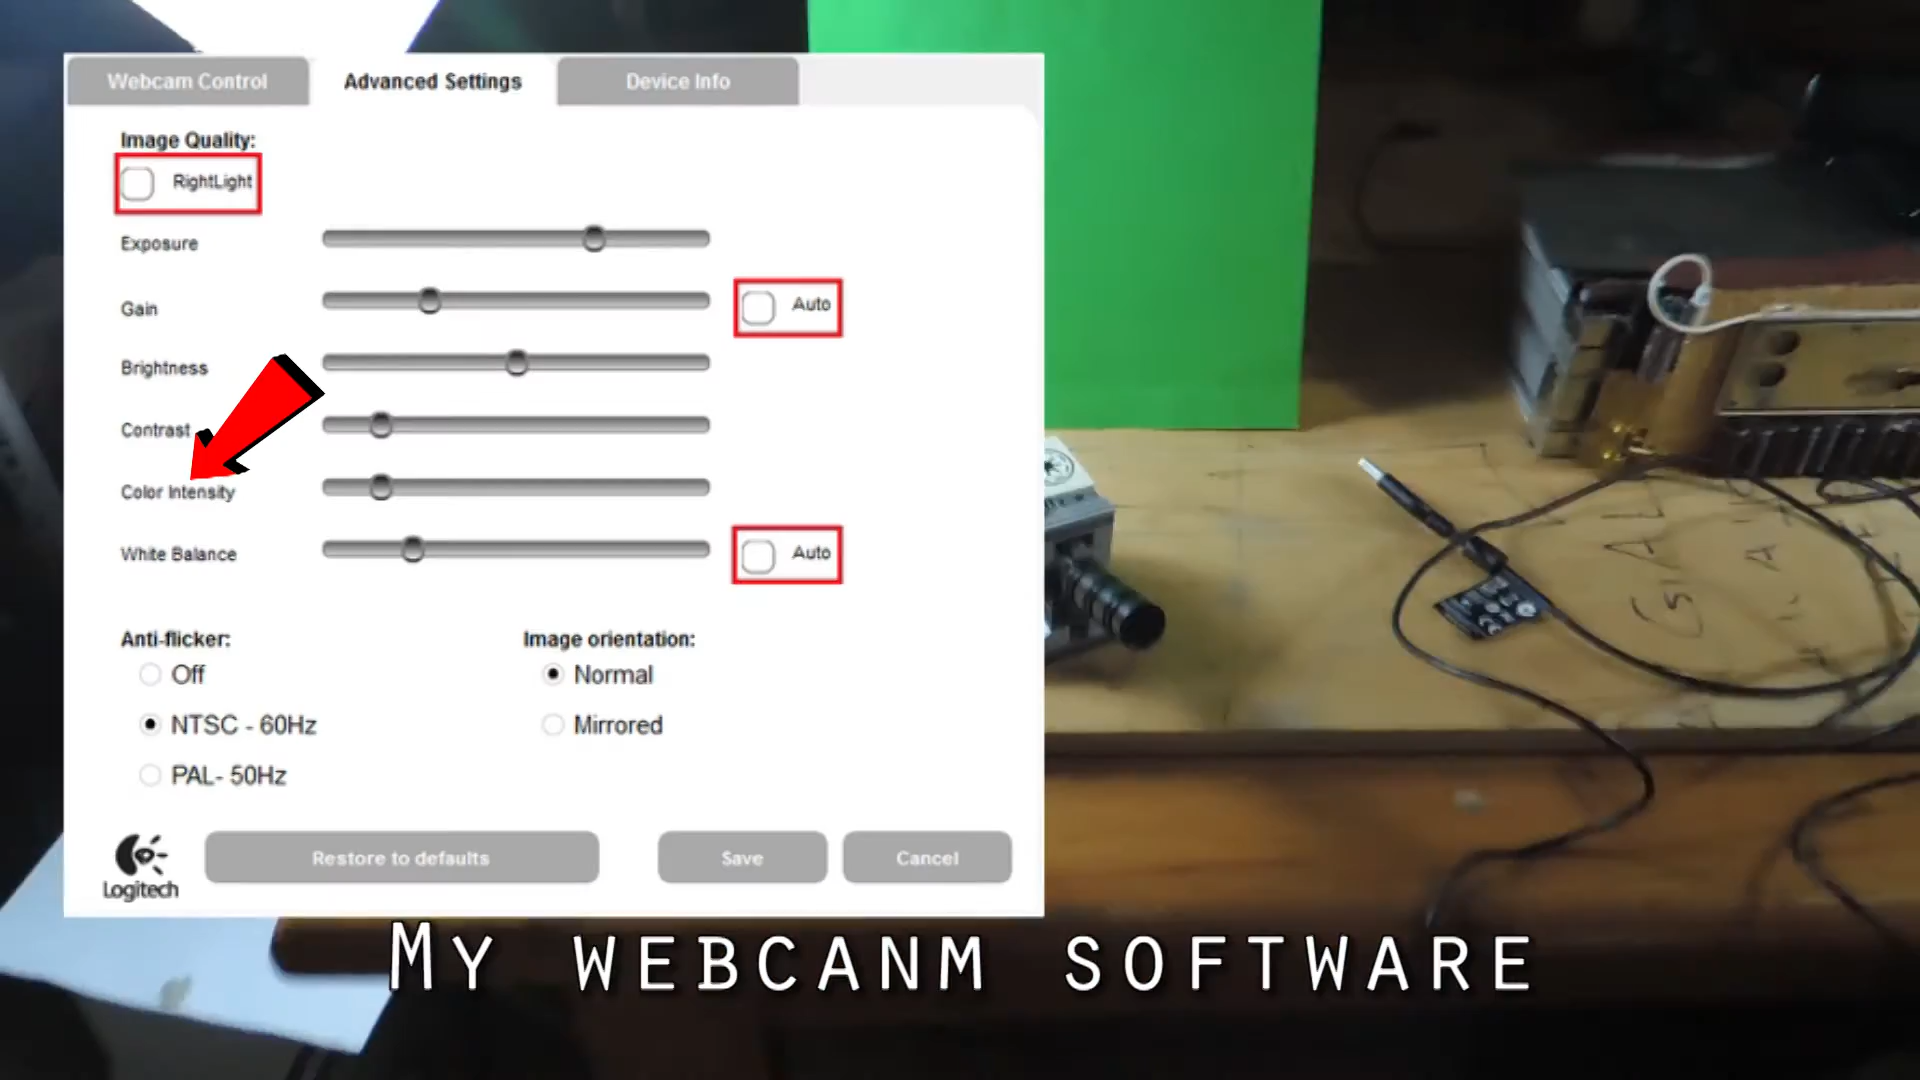 Webcam Control Advanced Settings Device Info
Image Quality:
RightLight
Exposure
Gain Auto
Brightness
Contrast
Color Intensity
White Balance Auto
Anti-flicker: Image orientation:
Off Normal
NTSC - 60Hz Mirrored
PAL- 50Hz
Logitech Restore to defaults Save Cancel
MY WEBCANM SOFTWARE